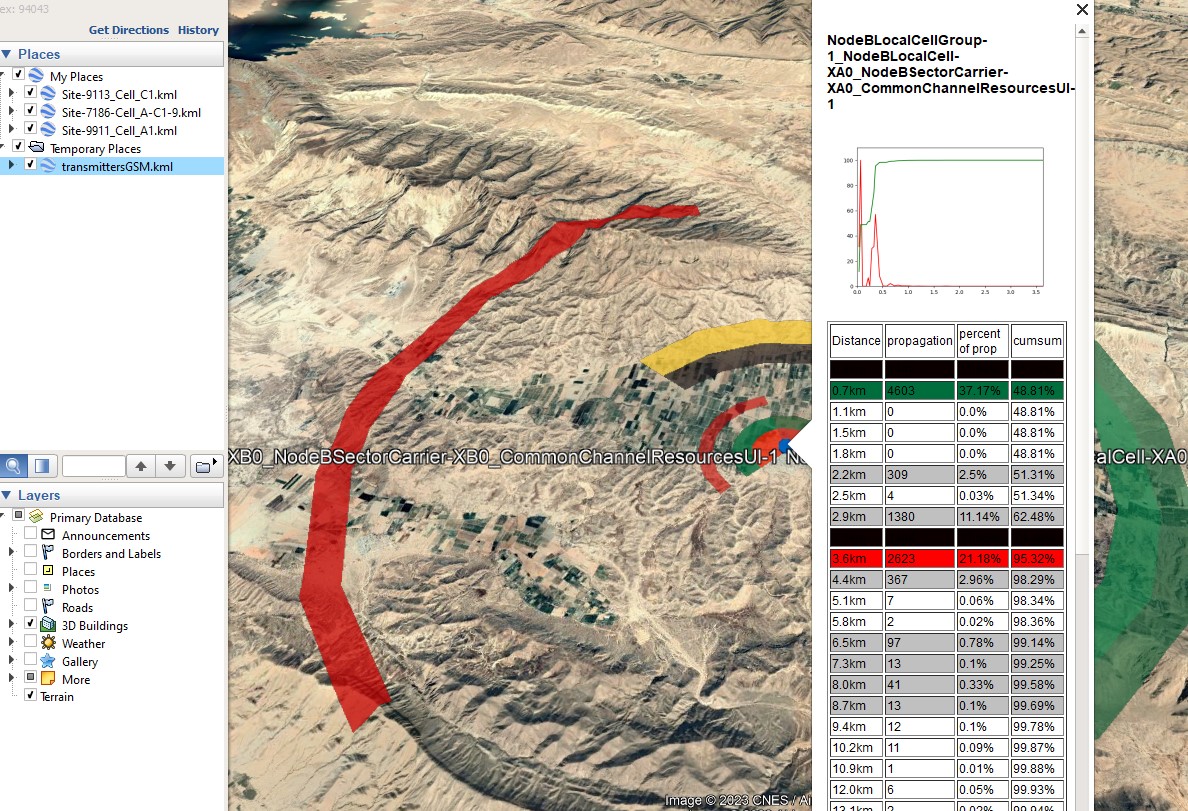 ex: 94043
Get Directions History
Places
My Places
Site-9113_Cell_C1.kml
Site-7186-Cell_A-C1-9.kml
Site-9911_Cell_A1.kml
Temporary Places
transmittersGSM.kml
Layers
Primary Database
Announcements
Borders and Labels
Places
Photos
Roads
3D Buildings
Weather
Gallery
More
Terrain
XB0_NodeBSectorCarrier-XB0_CommonChannelResourcesUl-1
alCell-XA0
Image © 2023 CNES / Ai
NodeBLocalCellGroup-
1_NodeBLocalCell-
XA0_NodeBSectorCarrier-
XA0_CommonChannelResourcesUl-
1
100
80
60
40
20
0
0.0 0.5 1.0 1.5 2.0 2.5 3.0 3.5
Distance propagation percent of prop cumsum
0.7km 4603 37.17% 48.81%
1.1km 0 0.0% 48.81%
1.5km 0 0.0% 48.81%
1.8km 0 0.0% 48.81%
2.2km 309 2.5% 51.31%
2.5km 4 0.03% 51.34%
2.9km 1380 11.14% 62.48%
3.6km 2623 21.18% 95.32%
4.4km 367 2.96% 98.29%
5.1km 7 0.06% 98.34%
5.8km 2 0.02% 98.36%
6.5km 97 0.78% 99.14%
7.3km 13 0.1% 99.25%
8.0km 41 0.33% 99.58%
8.7km 13 0.1% 99.69%
9.4km 12 0.1% 99.78%
10.2km 11 0.09% 99.87%
10.9km 1 0.01% 99.88%
12.0km 6 0.05% 99.93%